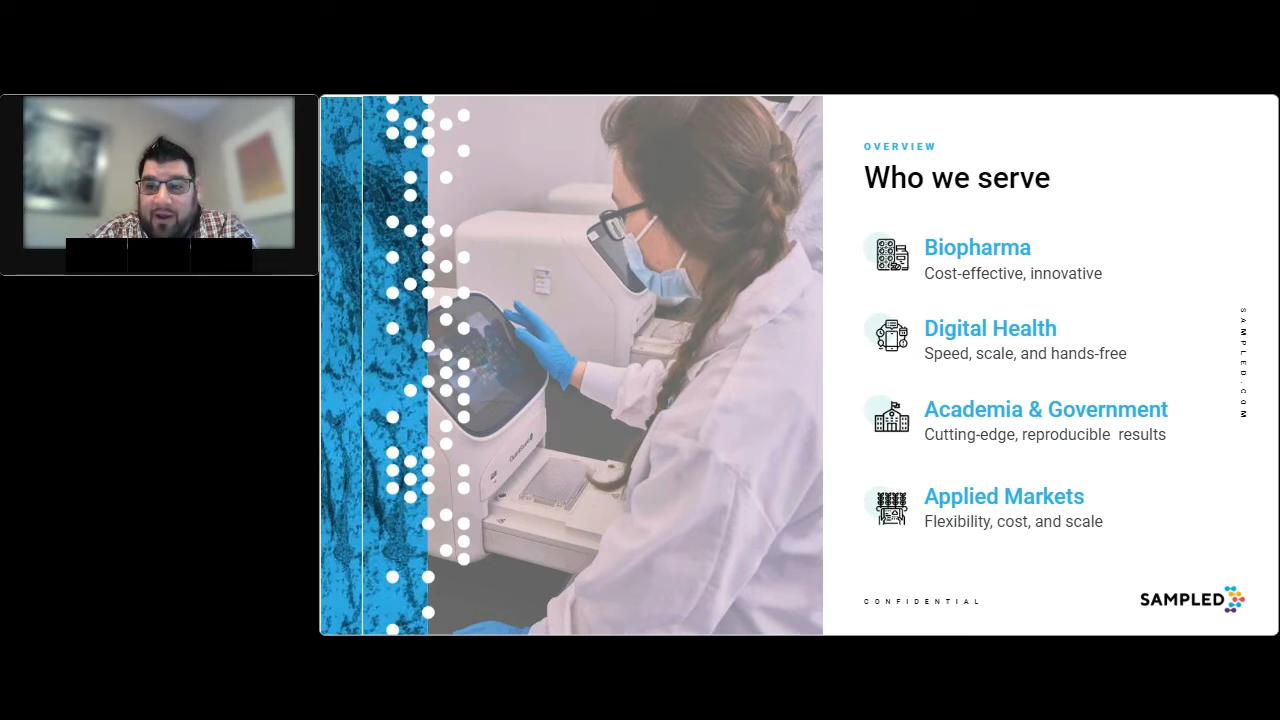 OVERVIEW
Who we serve
Biopharma
Cost-effective, innovative
Digital Health
Speed, scale, and hands-free
Academia & Government
Cutting-edge, reproducible  results
Applied Markets
Flexibility, cost, and scale
SAMPLED.COM
CONFIDENTIAL
SAMPLED